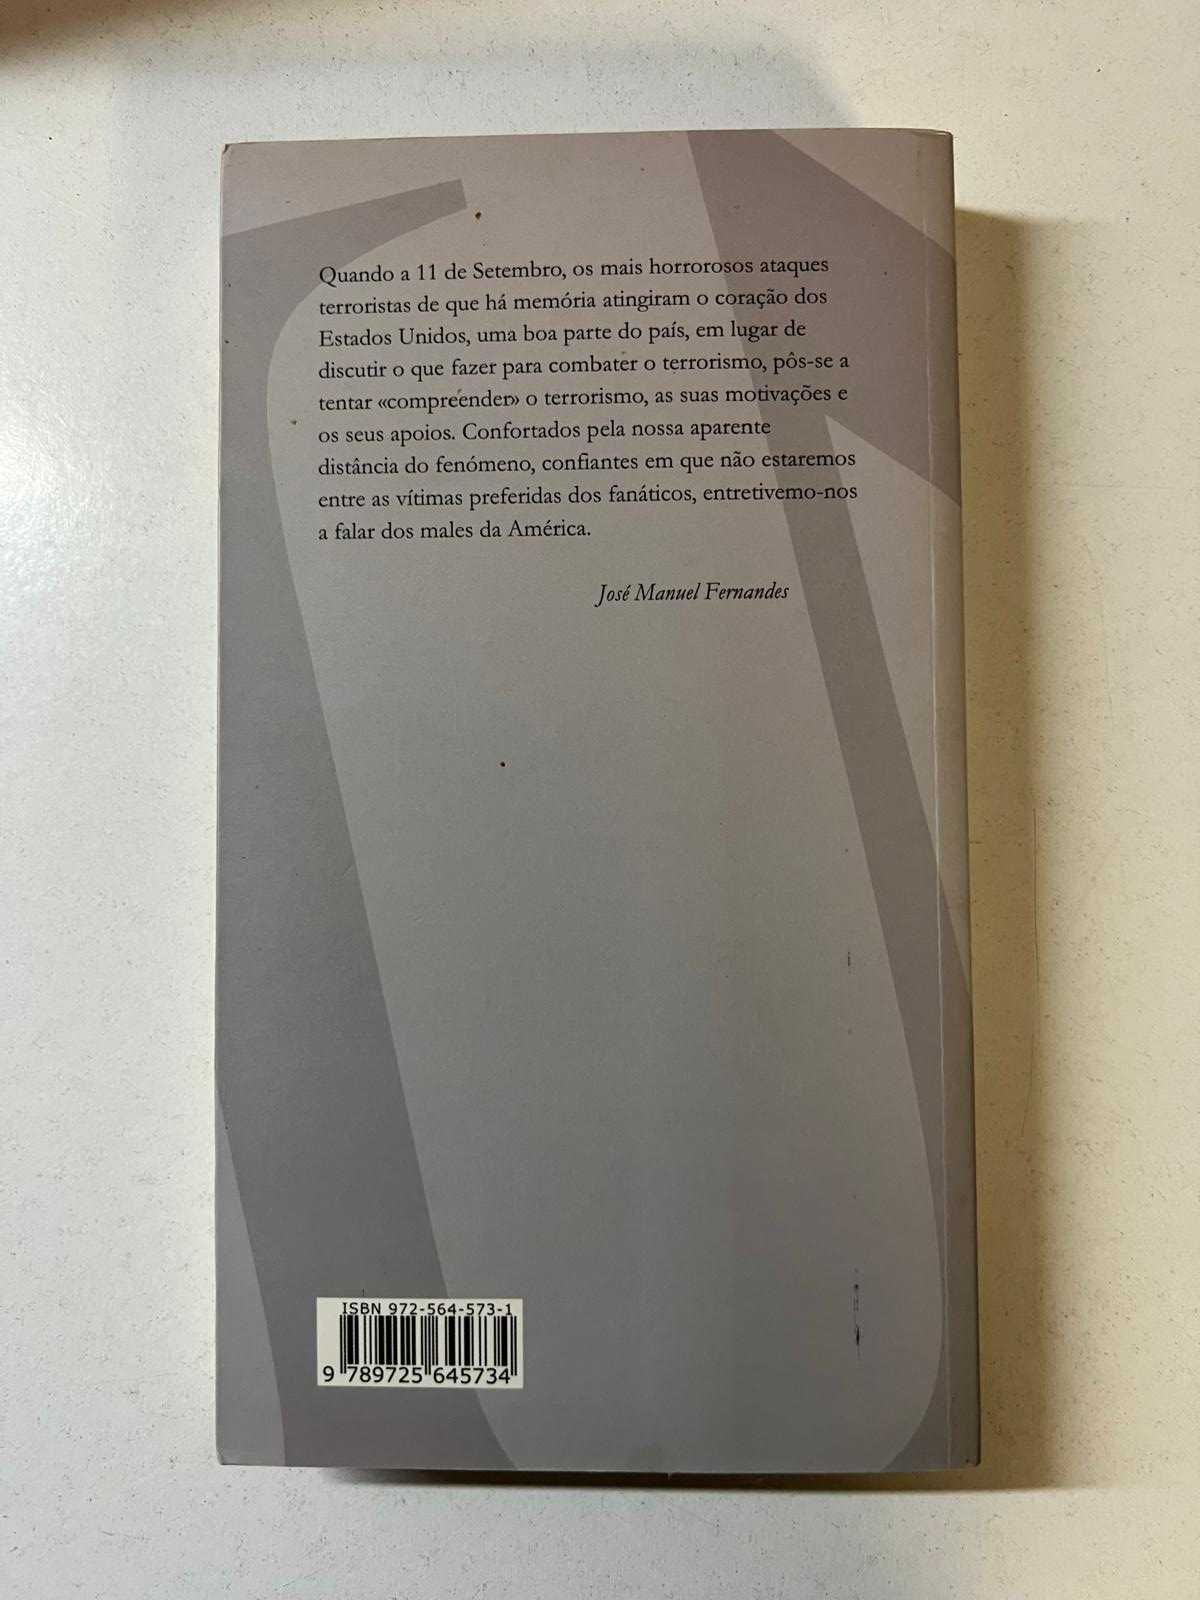 Quando a 11 de Setembro, os mais horrorosos ataques
terroristas de que há memória atingiram o coração dos
Estados Unidos, uma boa parte do país, em lugar de
discutir o que fazer para combater o terrorismo, pôs-se a
tentar «compreender» o terrorismo, as suas motivações e
os seus apoios. Confortados pela nossa aparente
distância do fenómeno, confiantes em que não estaremos
entre as vítimas preferidas dos fanáticos, entretivemo-nos
a falar dos males da América.
José Manuel Fernandes
ISBN 972-564-573-1
9 789725 645734